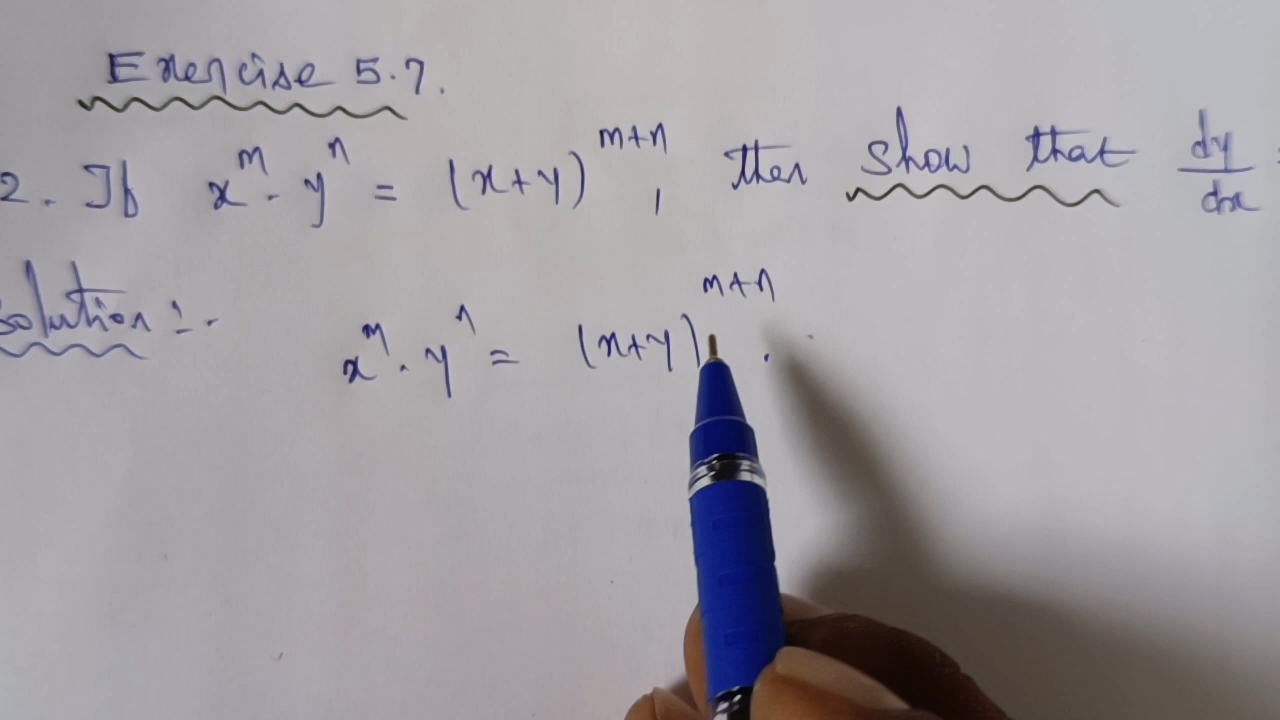 Exercise 5.7.
2. If x^m . y^n = (x+y)^m+n , then show that dy/dx =
Solution :-
x^m . y^n = (x+y)^m+n .